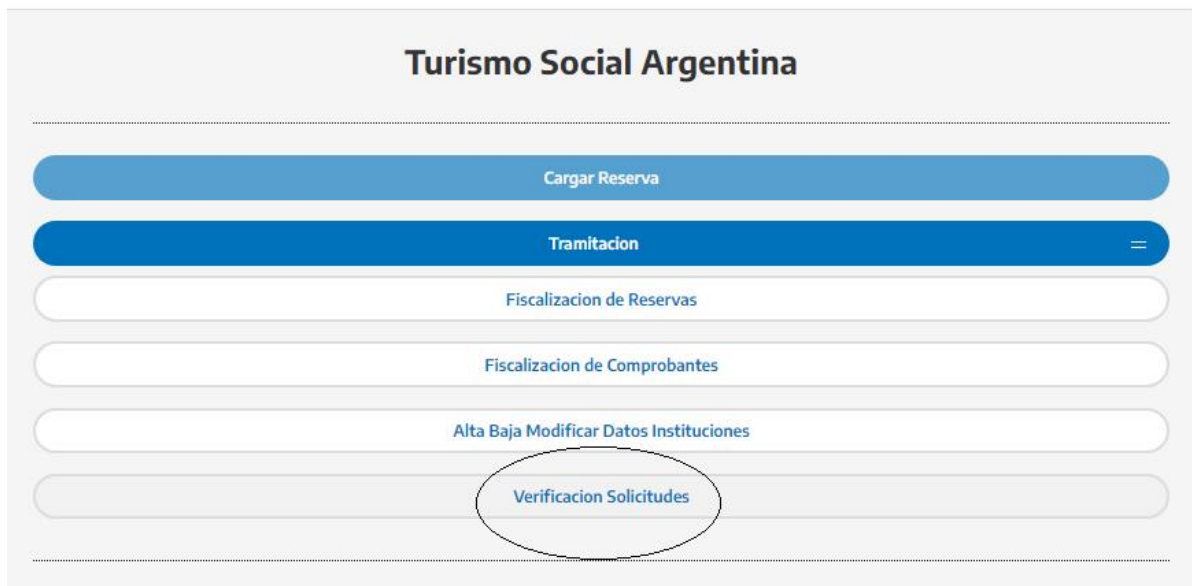 Turismo Social Argentina
Cargar Reserva
Tramitacion
Fiscalizacion de Reservas
Fiscalizacion de Comprobantes
Alta Baja Modificar Datos Instituciones
Verificacion Solicitudes